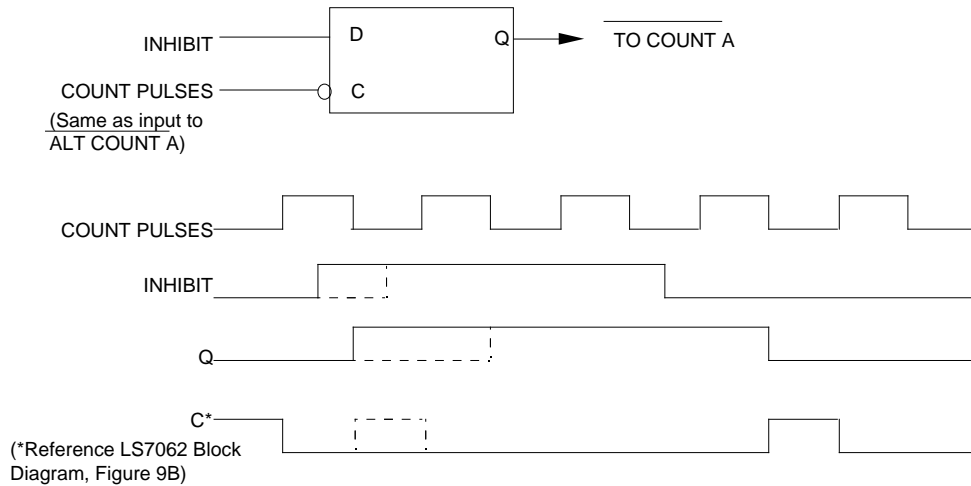 INHIBIT
D
Q
TO COUNT A
COUNT PULSES
C
(Same as input to
ALT COUNT A)
COUNT PULSES
INHIBIT
Q
C*
(*Reference LS7062 Block
Diagram, Figure 9B)